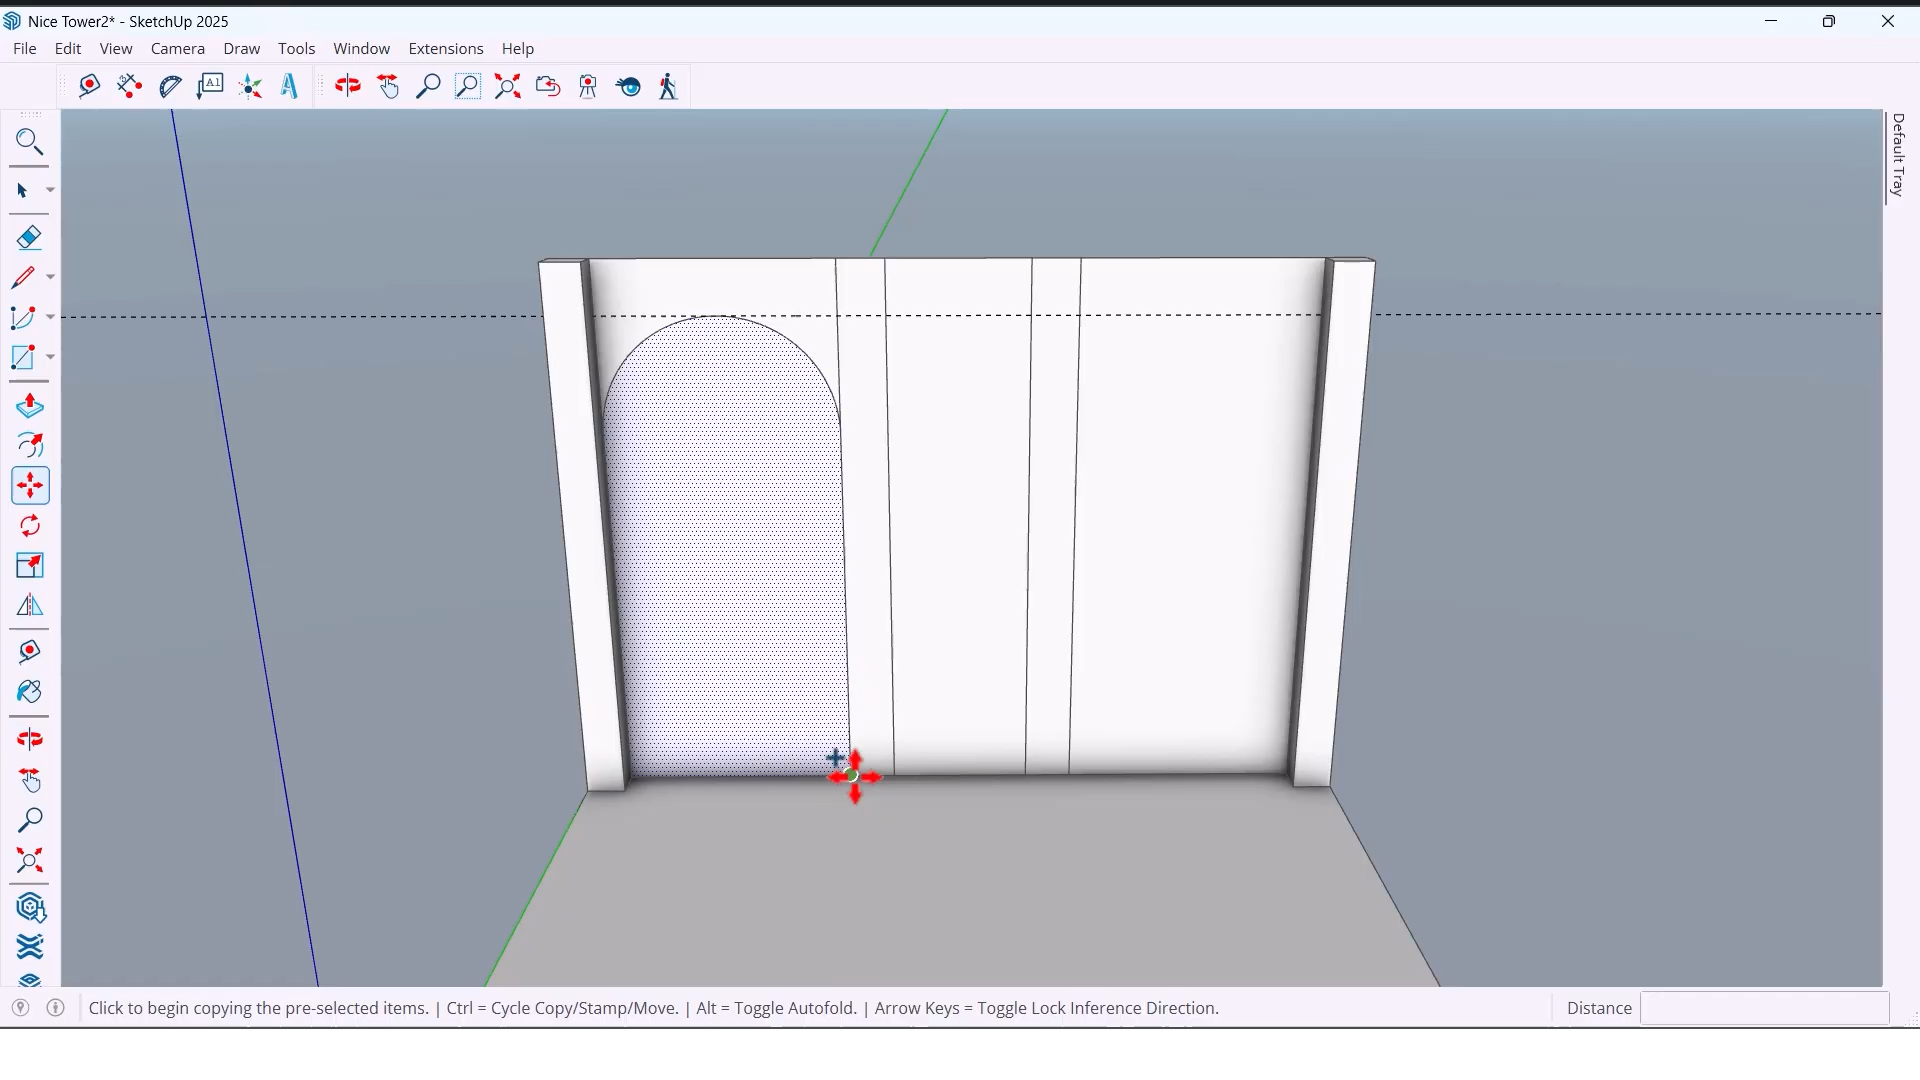 Nice Tower2* - SketchUp 2025
File Edit View Camera Draw Tools Window Extensions Help
A1
Default Tray
Click to begin copying the pre-selected items. | Ctrl = Cycle Copy/Stamp/Move. | Alt = Toggle Autofold. | Arrow Keys = Toggle Lock Inference Direction.
Distance